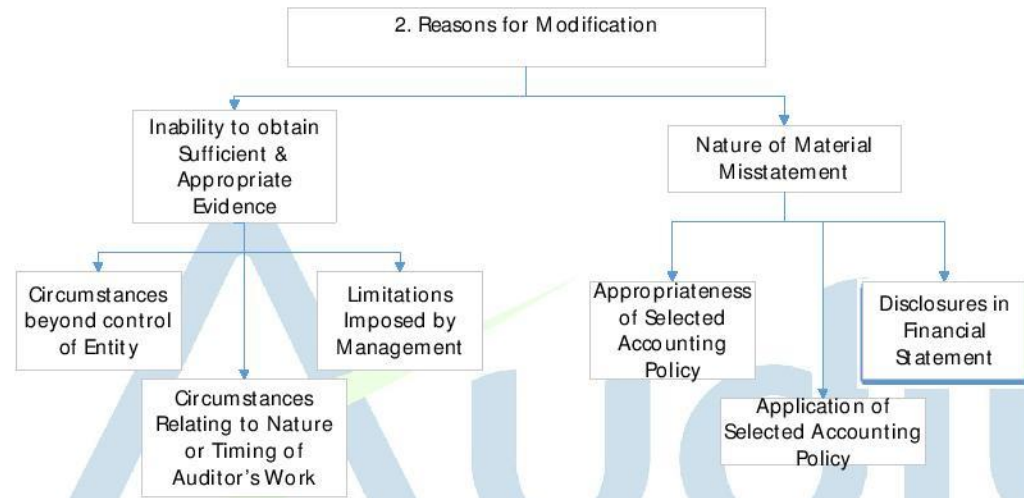 2. Reasons for Modification
Inability to obtain
Sufficient &
Appropriate
Evidence
Nature of Material
Misstatement
Circumstances
beyond control
of Entity
Limitations
Imposed by
Management
Circumstances
Relating to Nature
or Timing of
Auditor's Work
Appropriateness
of Selected
Accounting
Policy
Disclosures in
Financial
Statement
Application of
Selected Accounting
Policy